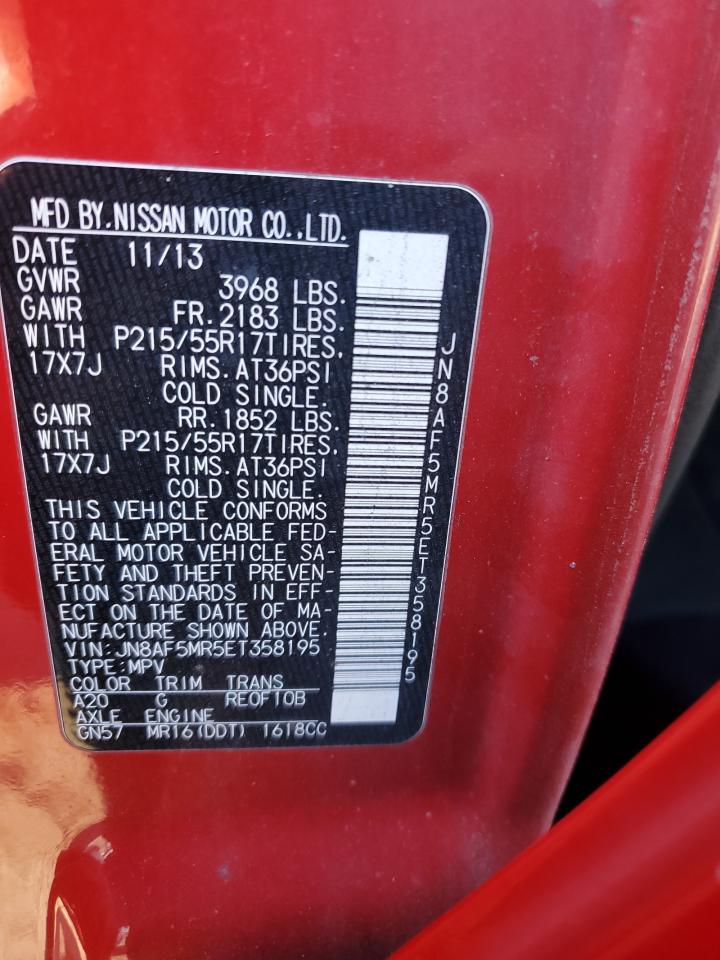 MFD BY.NISSAN MOTOR CO.,LTD.
DATE 11/13
GVWR 3968 LBS.
GAWR FR.2183 LBS.
WITH P215/55R17TIRES,
17X7J RIMS.AT36PSI
COLD SINGLE.
GAWR RR.1852 LBS.
WITH P215/55R17TIRES,
17X7J RIMS.AT36PSI
COLD SINGLE.
THIS VEHICLE CONFORMS
TO ALL APPLICABLE FED-
ERAL MOTOR VEHICLE SA-
FETY AND THEFT PREVEN-
TION STANDARDS IN EFF-
ECT ON THE DATE OF MA-
NUFACTURE SHOWN ABOVE.
VIN:JN8AF5MR5ET358195
TYPE:MPV
COLOR TRIM TRANS
A20 G REOF10B
AXLE ENGINE
GN57 MR16(DDT) 1618CC
JN8AF5MR5ET358195